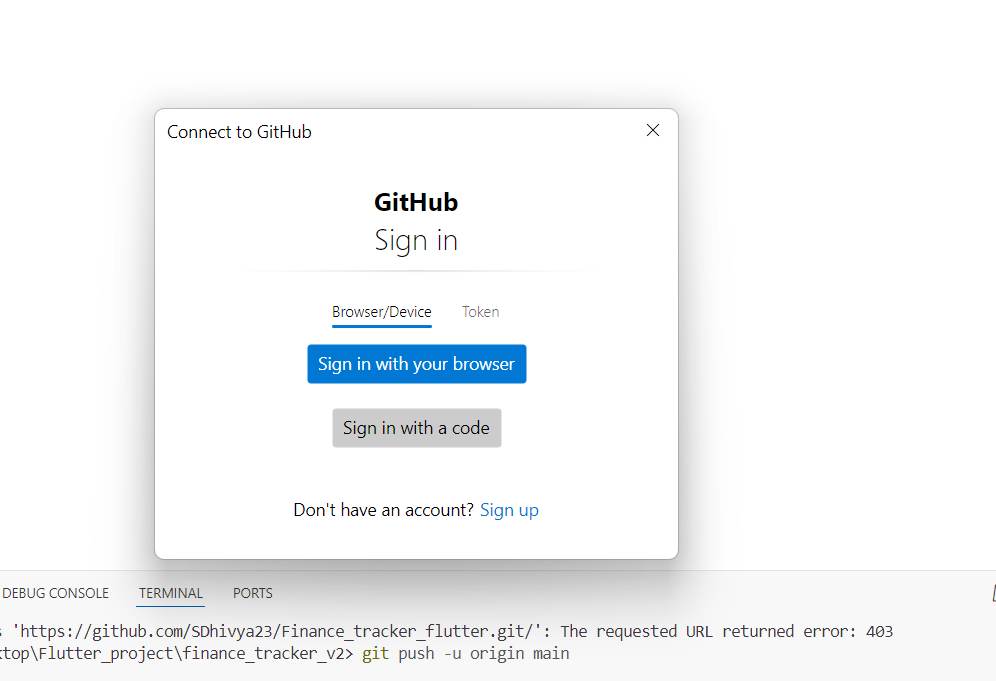 Connect to GitHub
GitHub
Sign in
Browser/Device Token
Sign in with your browser
Sign in with a code
Don't have an account? Sign up
DEBUG CONSOLE TERMINAL PORTS
'https://github.com/SDhivya23/Finance_tracker_flutter.git/': The requested URL returned error: 403
top\Flutter_project\finance_tracker_v2> git push -u origin main